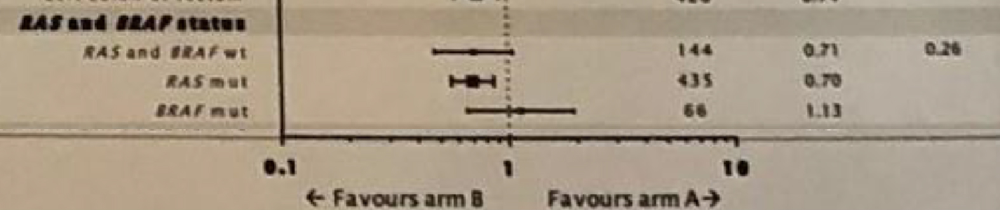 RAS and BRAF status
RAS and BRAF wt 144 0.71 0.26
RAS mut 435 0.70
BRAF mut 66 1.13
0.1 1 10
← Favours arm B Favours arm A→